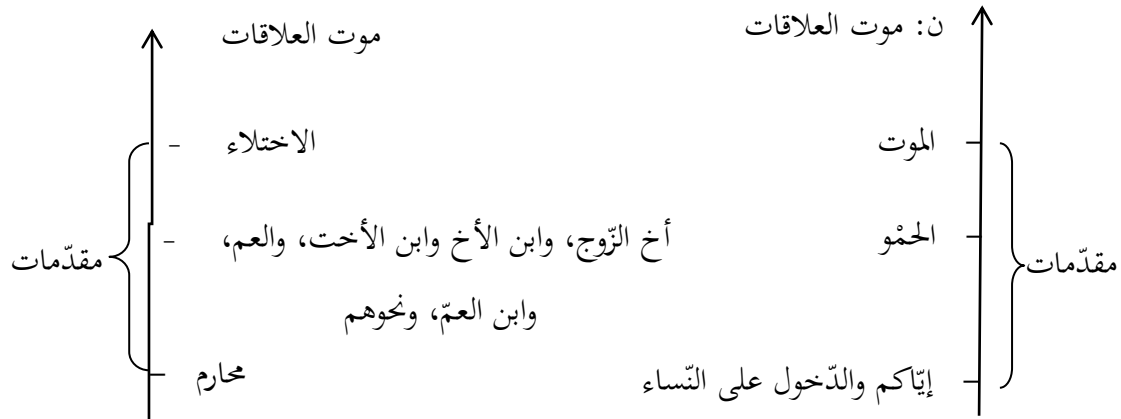 ن: موت العلاقات
موت العلاقات
الموت
الاختلاء
الحمْو
أخ الزّوج، وابن الأخ وابن الأخت، والعم،
وابن العمّ، ونحوهم
مقدّمات
مقدّمات
إيّاكم والدّخول على النّساء
محارم